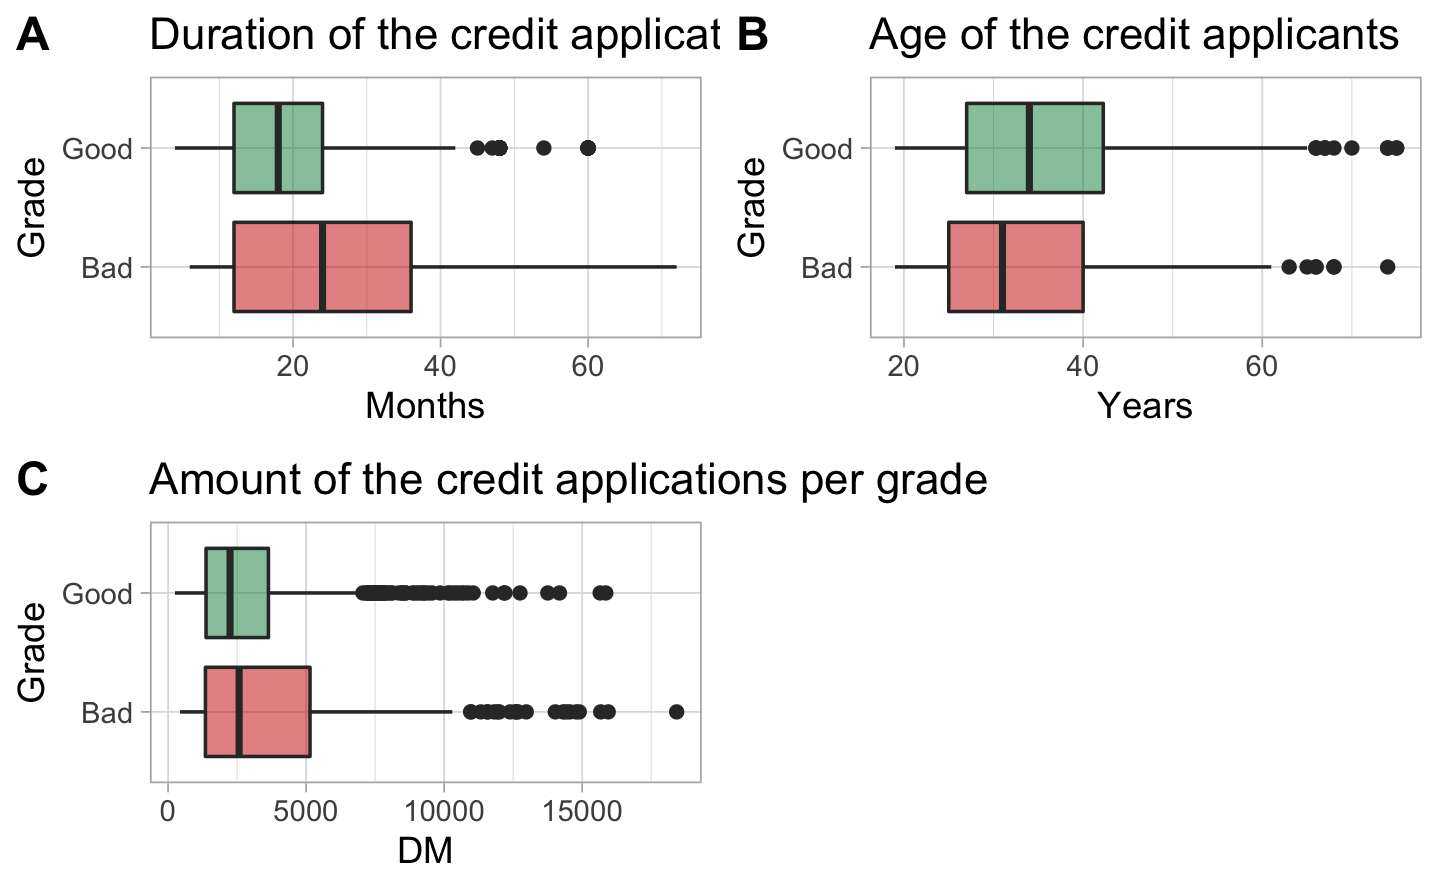 A
Duration of the credit applicat
Grade
Good
Bad
20 40 60
Months
B
Age of the credit applicants
Grade
Good
Bad
20 40 60
Years
C
Amount of the credit applications per grade
Grade
Good
Bad
0 5000 10000 15000
DM